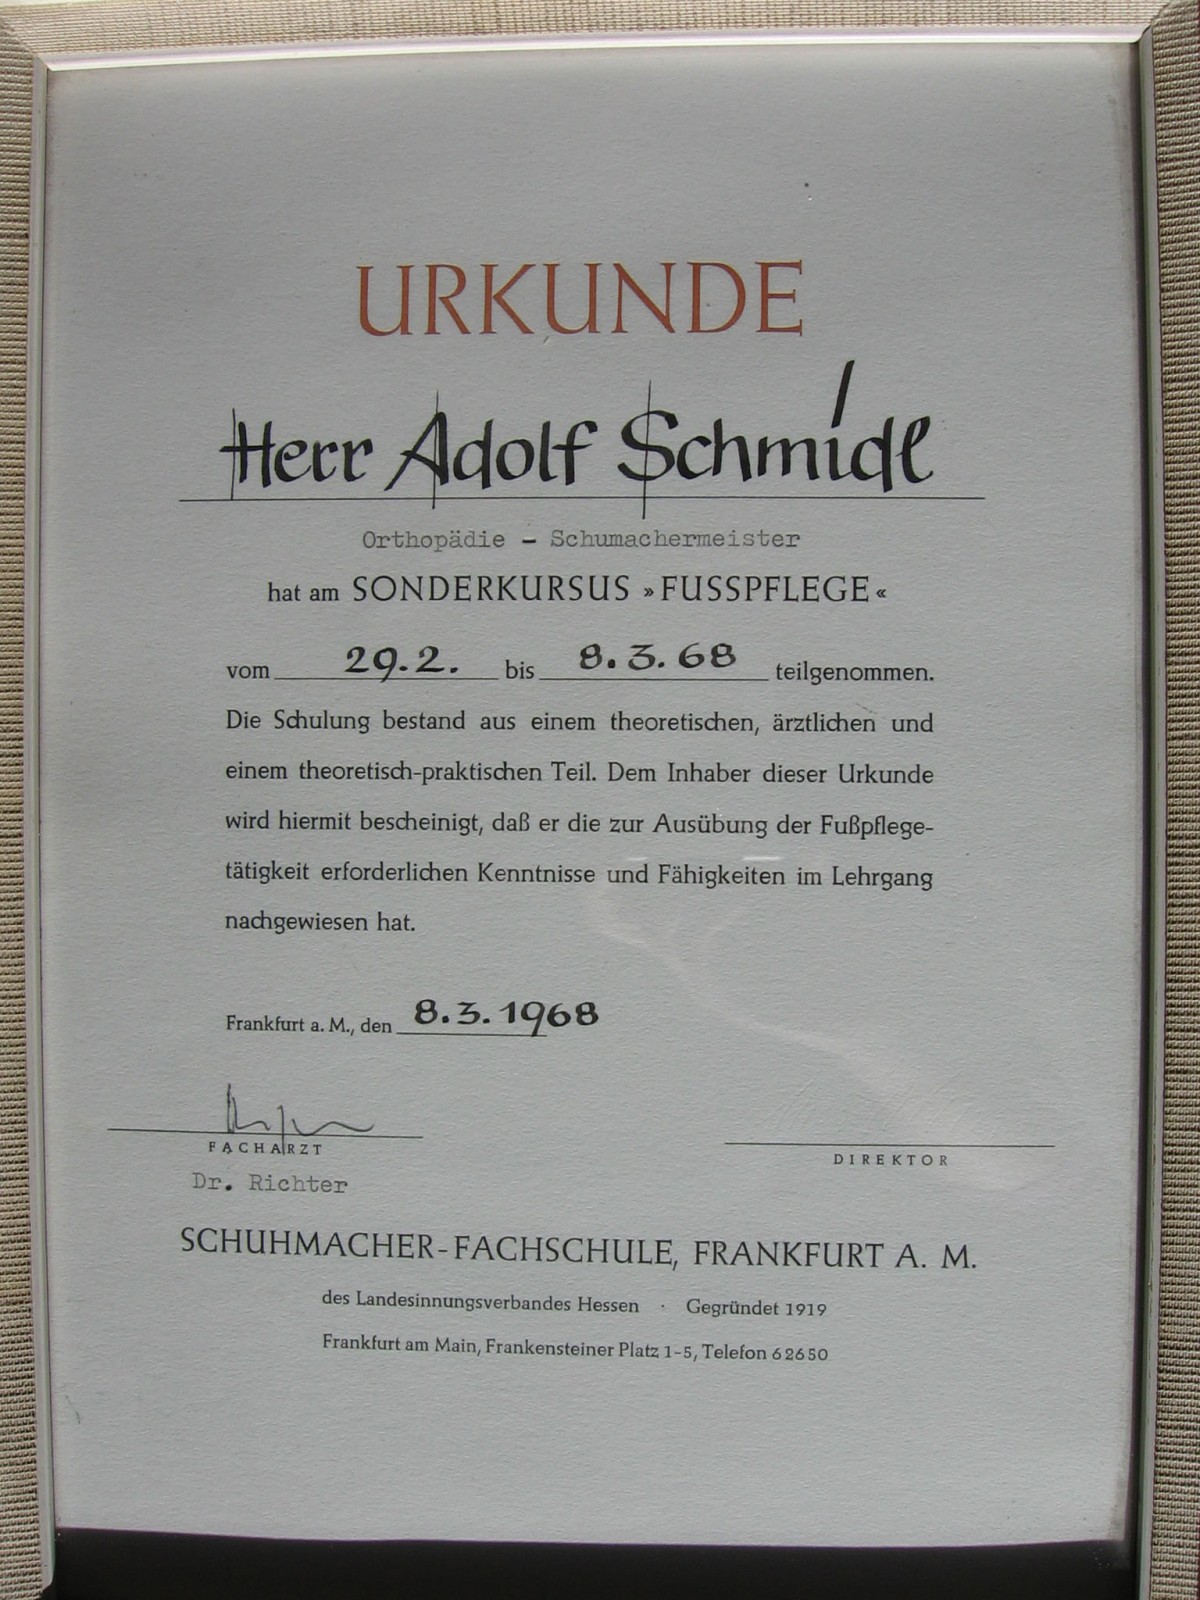 URKUNDE
Herr Adolf Schmidt
Orthopädie - Schumachermeister
hat am SONDERKURSUS »FUSSPFLEGE«
vom 29.2. bis 8.3.68 teilgenommen.
Die Schulung bestand aus einem theoretischen, ärztlichen und
einem theoretisch-praktischen Teil. Dem Inhaber dieser Urkunde
wird hiermit bescheinigt, daß er die zur Ausübung der Fußpflege-
tätigkeit erforderlichen Kenntnisse und Fähigkeiten im Lehrgang
nachgewiesen hat.
Frankfurt a. M., den 8.3.1968
FACHARZT
DIREKTOR
Dr. Richter
SCHUHMACHER-FACHSCHULE, FRANKFURT A. M.
des Landesinnungsverbandes Hessen · Gegründet 1919
Frankfurt am Main, Frankensteiner Platz 1-5, Telefon 62650